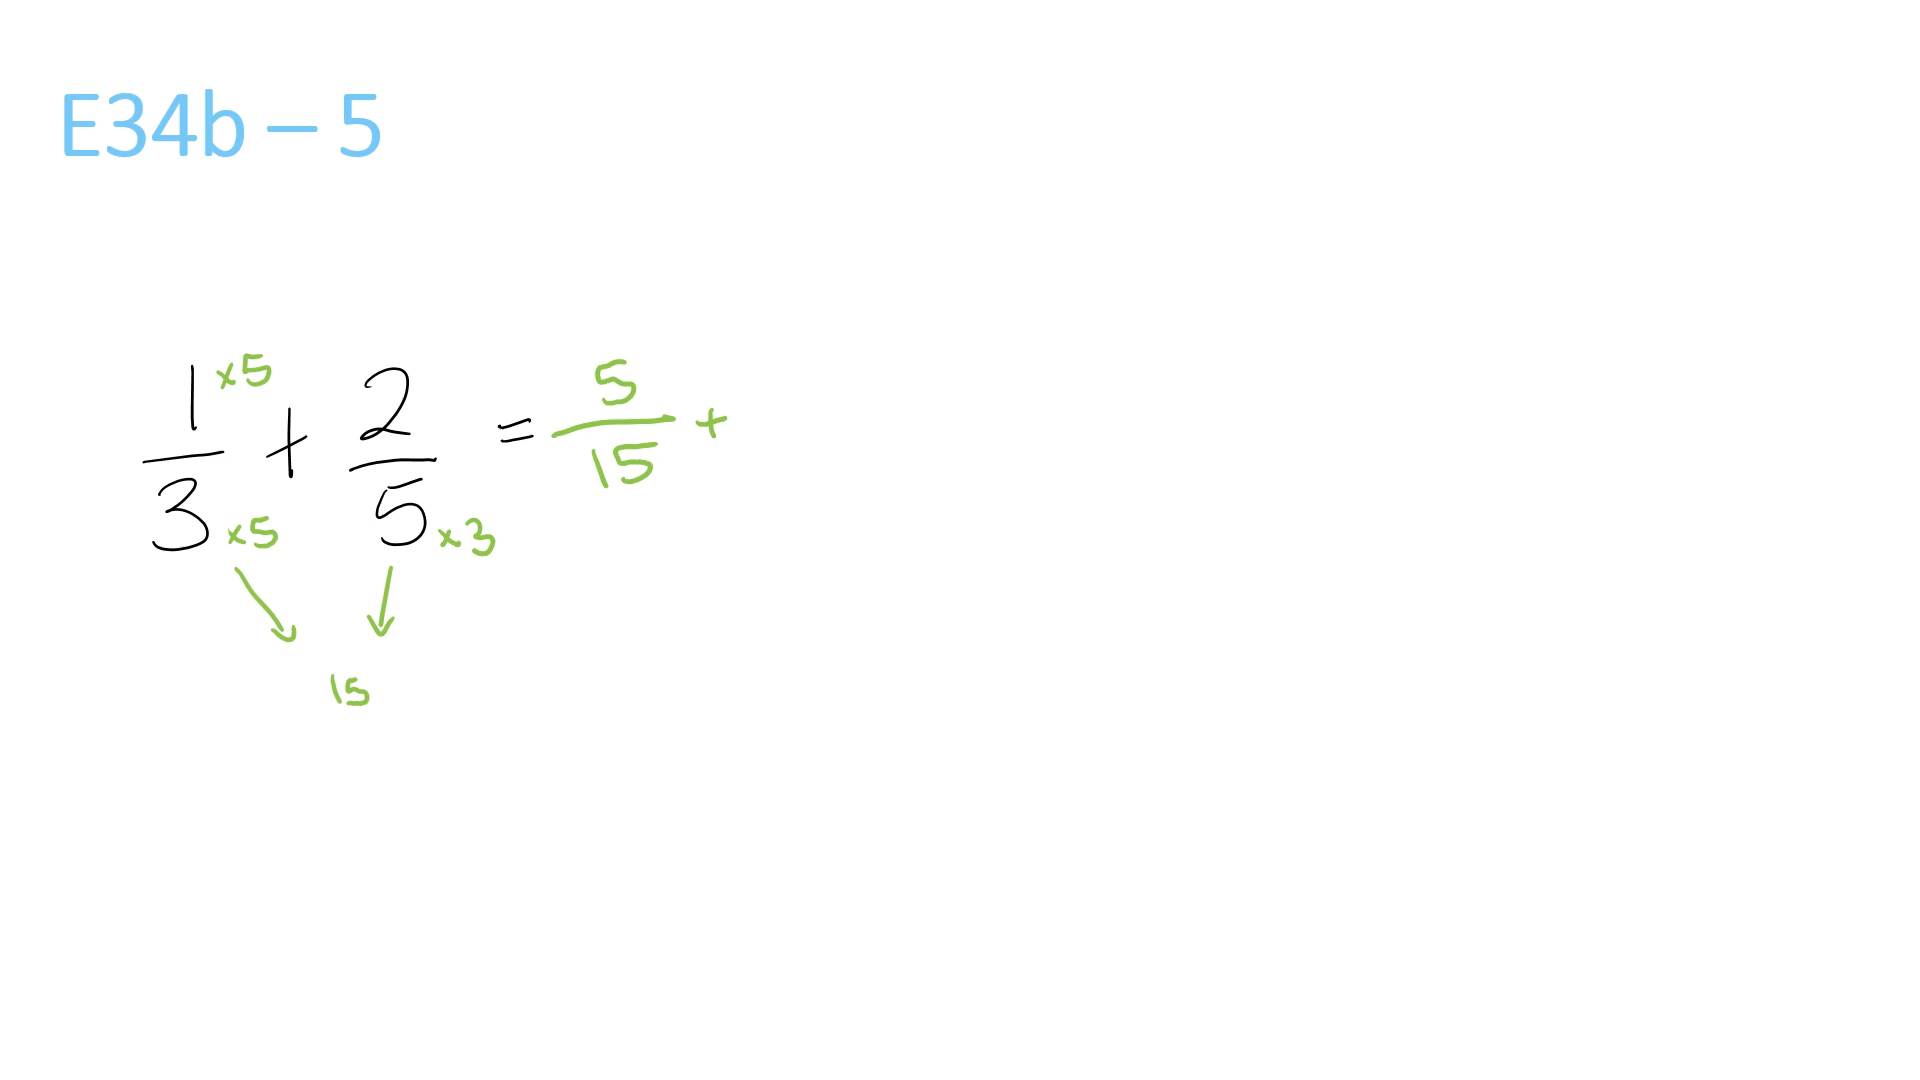 E34b – 5
1/3 ×5 ×5 + 2/5 ×3 = 5/15 +
15